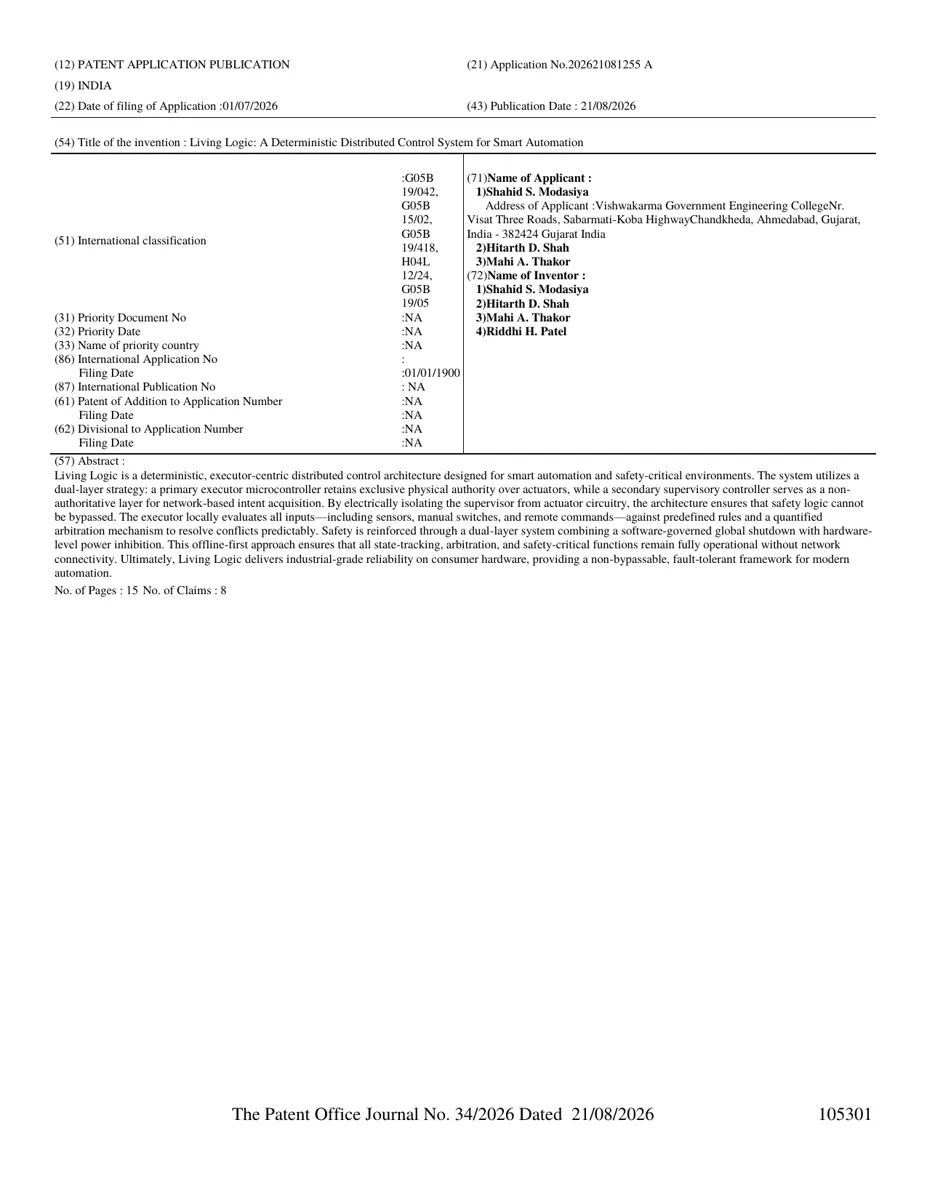 (12) PATENT APPLICATION PUBLICATION
(21) Application No.202621081255 A
(19) INDIA
(22) Date of filing of Application :01/07/2026
(43) Publication Date : 21/08/2026
(54) Title of the invention : Living Logic: A Deterministic Distributed Control System for Smart Automation
(51) International classification
:G05B
19/042,
G05B
15/02,
G05B
19/418,
H04L
12/24,
G05B
19/05
(31) Priority Document No :NA
(32) Priority Date :NA
(33) Name of priority country :NA
(86) International Application No :
Filing Date :01/01/1900
(87) International Publication No : NA
(61) Patent of Addition to Application Number :NA
Filing Date :NA
(62) Divisional to Application Number :NA
Filing Date :NA
(71)Name of Applicant :
1)Shahid S. Modasiya
Address of Applicant :Vishwakarma Government Engineering CollegeNr.
Visat Three Roads, Sabarmati-Koba HighwayChandkheda, Ahmedabad, Gujarat,
India - 382424 Gujarat India
2)Hitarth D. Shah
3)Mahi A. Thakor
(72)Name of Inventor :
1)Shahid S. Modasiya
2)Hitarth D. Shah
3)Mahi A. Thakor
4)Riddhi H. Patel
(57) Abstract :
Living Logic is a deterministic, executor-centric distributed control architecture designed for smart automation and safety-critical environments. The system utilizes a
dual-layer strategy: a primary executor microcontroller retains exclusive physical authority over actuators, while a secondary supervisory controller serves as a non-
authoritative layer for network-based intent acquisition. By electrically isolating the supervisor from actuator circuitry, the architecture ensures that safety logic cannot
be bypassed. The executor locally evaluates all inputs—including sensors, manual switches, and remote commands—against predefined rules and a quantified
arbitration mechanism to resolve conflicts predictably. Safety is reinforced through a dual-layer system combining a software-governed global shutdown with hardware-
level power inhibition. This offline-first approach ensures that all state-tracking, arbitration, and safety-critical functions remain fully operational without network
connectivity. Ultimately, Living Logic delivers industrial-grade reliability on consumer hardware, providing a non-bypassable, fault-tolerant framework for modern
automation.
No. of Pages : 15 No. of Claims : 8
The Patent Office Journal No. 34/2026 Dated 21/08/2026
105301